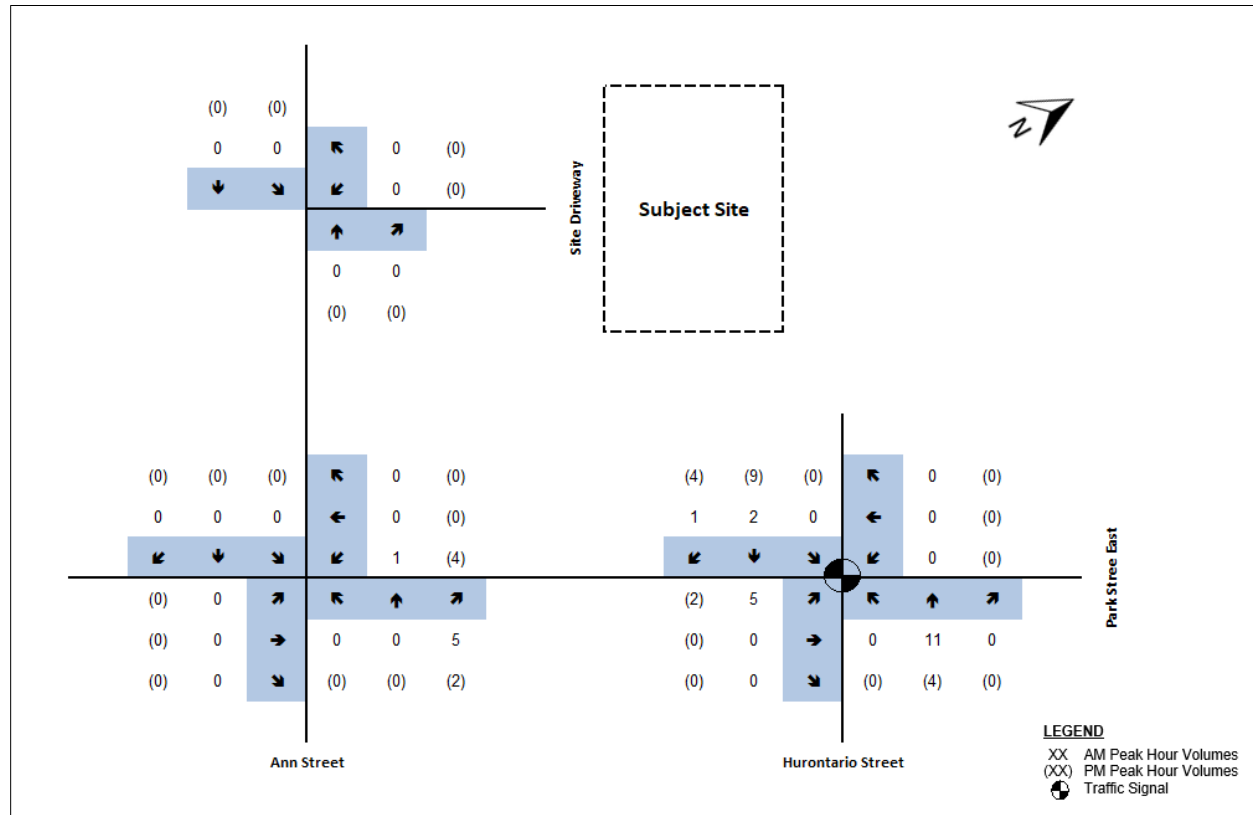 (0) (0)
0 0 0 (0)
0 (0)
0 0
(0) (0)
Site Driveway
Subject Site
N
(0) (0) (0) 0 (0)
0 0 0 0 (0)
1 (4)
(0) 0
(0) 0 0 0 5
(0) 0 (0) (0) (2)
Ann Street
(4) (9) (0) 0 (0)
1 2 0 0 (0)
0 (0)
(2) 5
(0) 0 0 11 0
(0) 0 (0) (4) (0)
Hurontario Street
Park Stree East
LEGEND
XX AM Peak Hour Volumes
(XX) PM Peak Hour Volumes
Traffic Signal